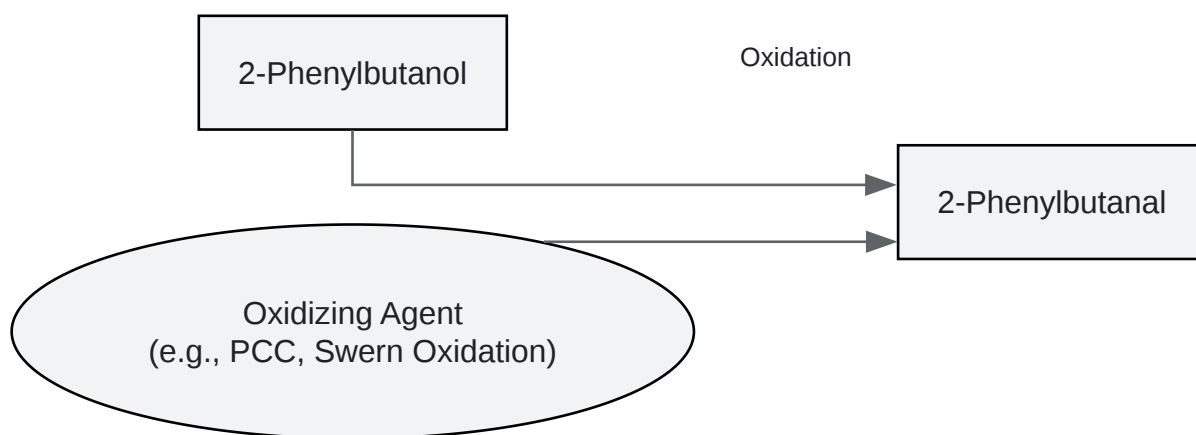 2-Phenylbutanol
Oxidation
2-Phenylbutanal
Oxidizing Agent
(e.g., PCC, Swern Oxidation)